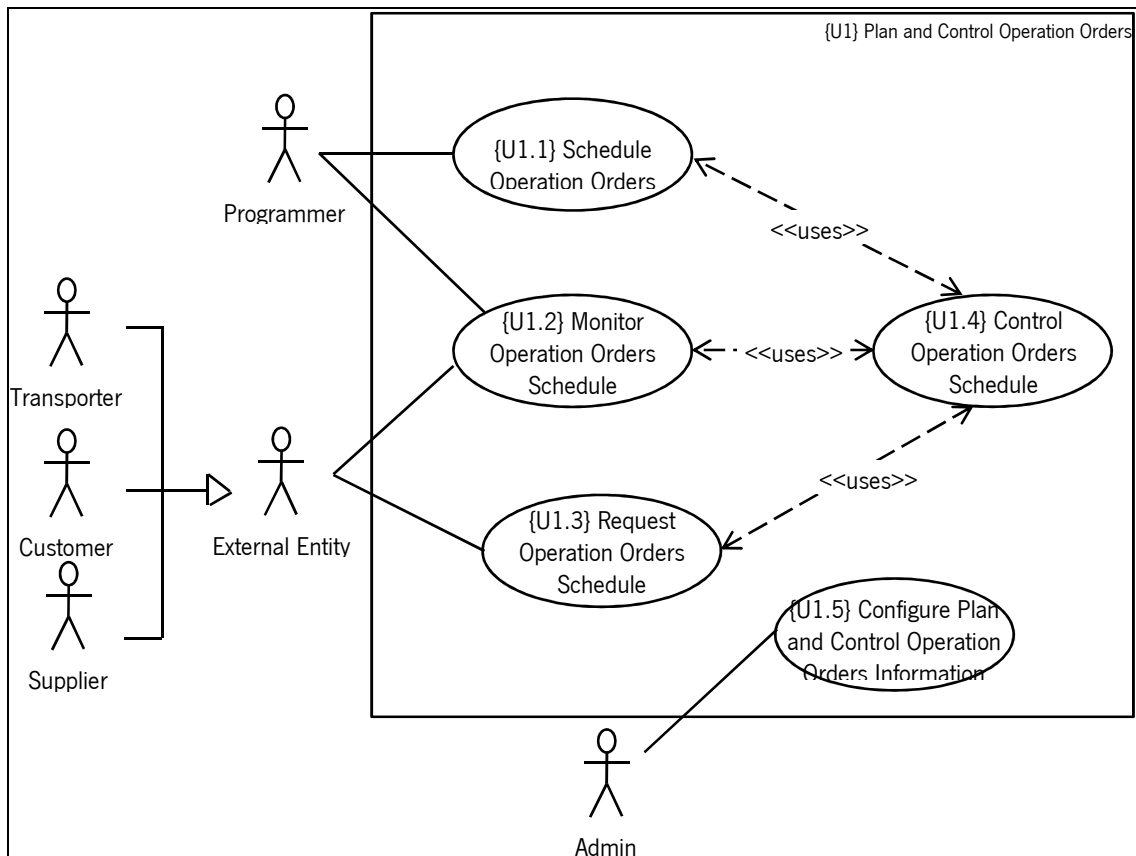 {U1} Plan and Control Operation Orders
{U1.1} Schedule
Operation Orders
Programmer
<<uses>>
{U1.2} Monitor
Operation Orders
Schedule
<<uses>>
{U1.4} Control
Operation Orders
Schedule
Transporter
Customer
External Entity
<<uses>>
{U1.3} Request
Operation Orders
Schedule
Supplier
{U1.5} Configure Plan
and Control Operation
Orders Information
Admin